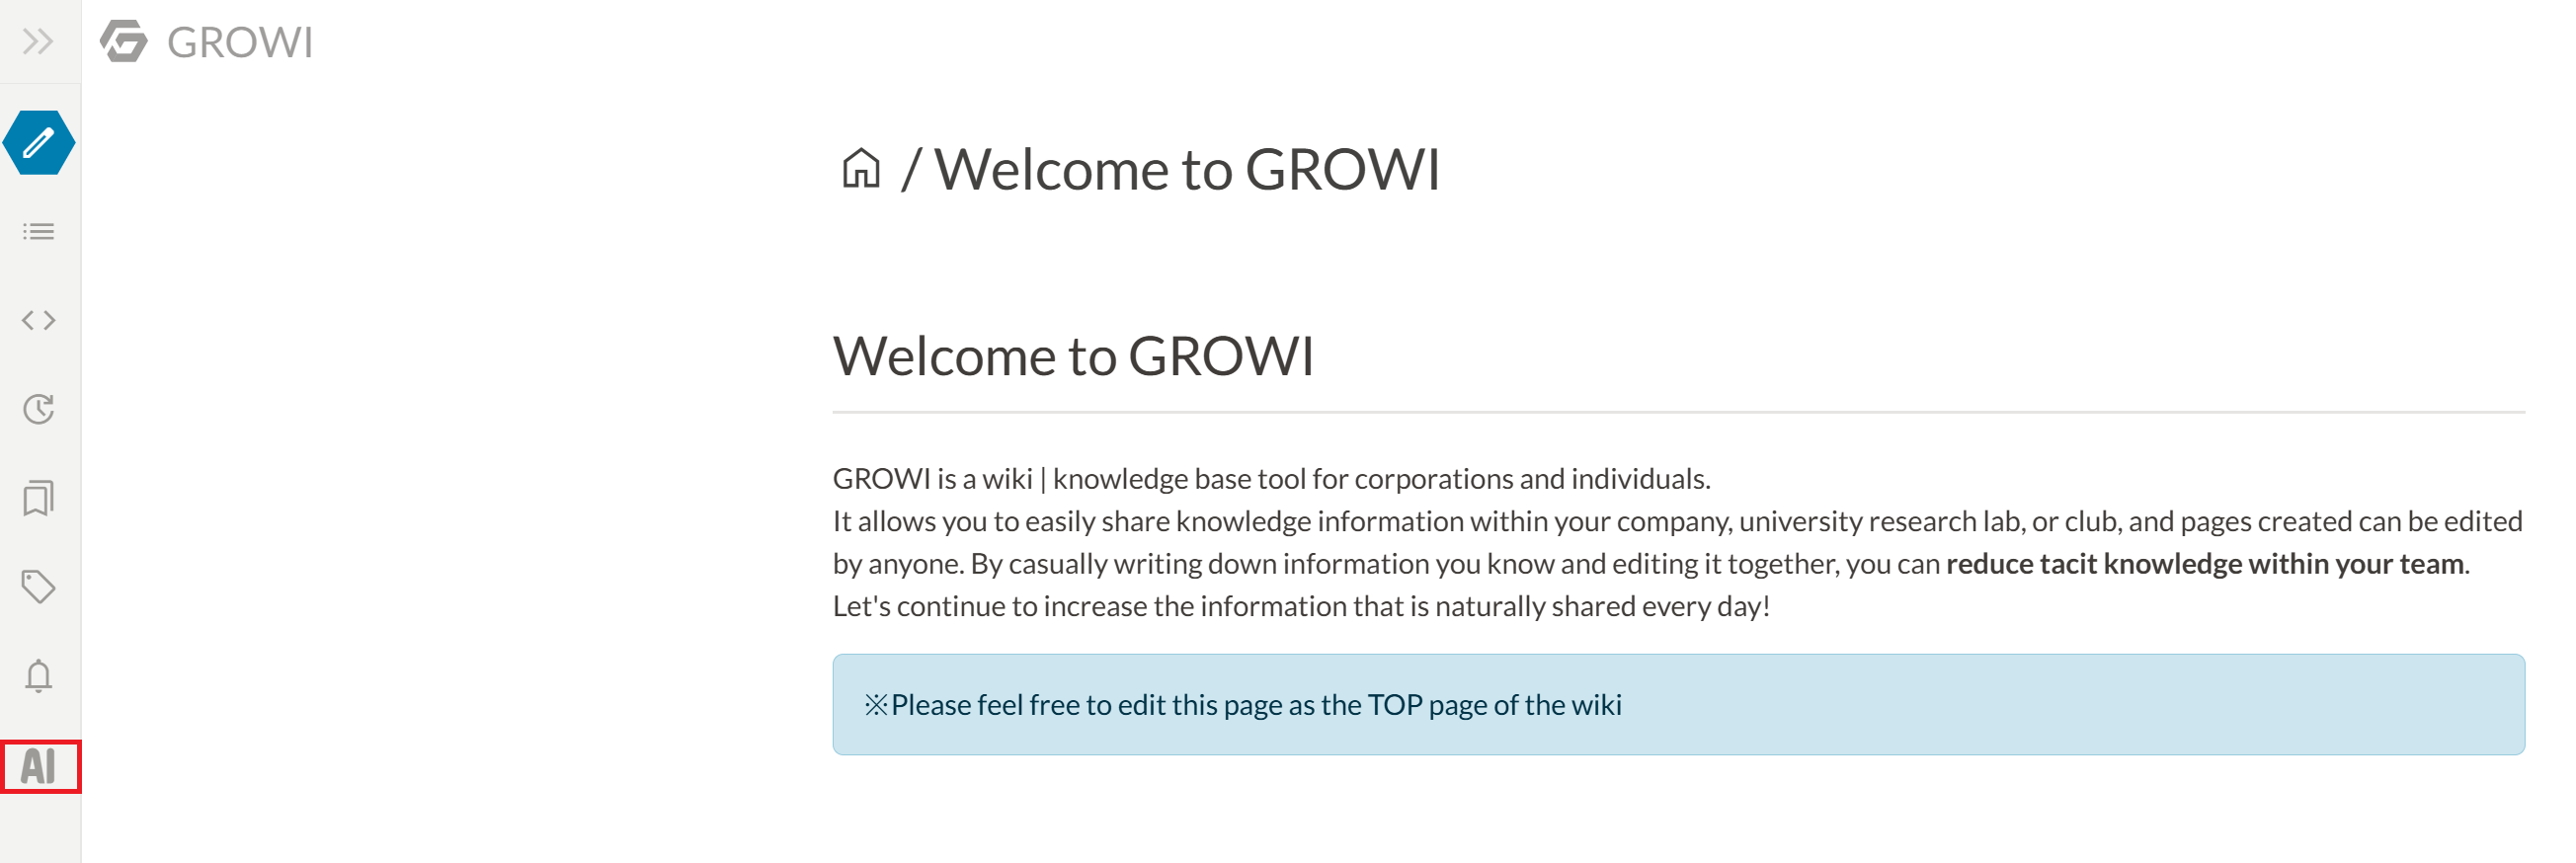 GROWI
/ Welcome to GROWI
Welcome to GROWI
GROWI is a wiki | knowledge base tool for corporations and individuals.
It allows you to easily share knowledge information within your company, university research lab, or club, and pages created can be edited
by anyone. By casually writing down information you know and editing it together, you can reduce tacit knowledge within your team.
Let's continue to increase the information that is naturally shared every day!
※Please feel free to edit this page as the TOP page of the wiki
AI